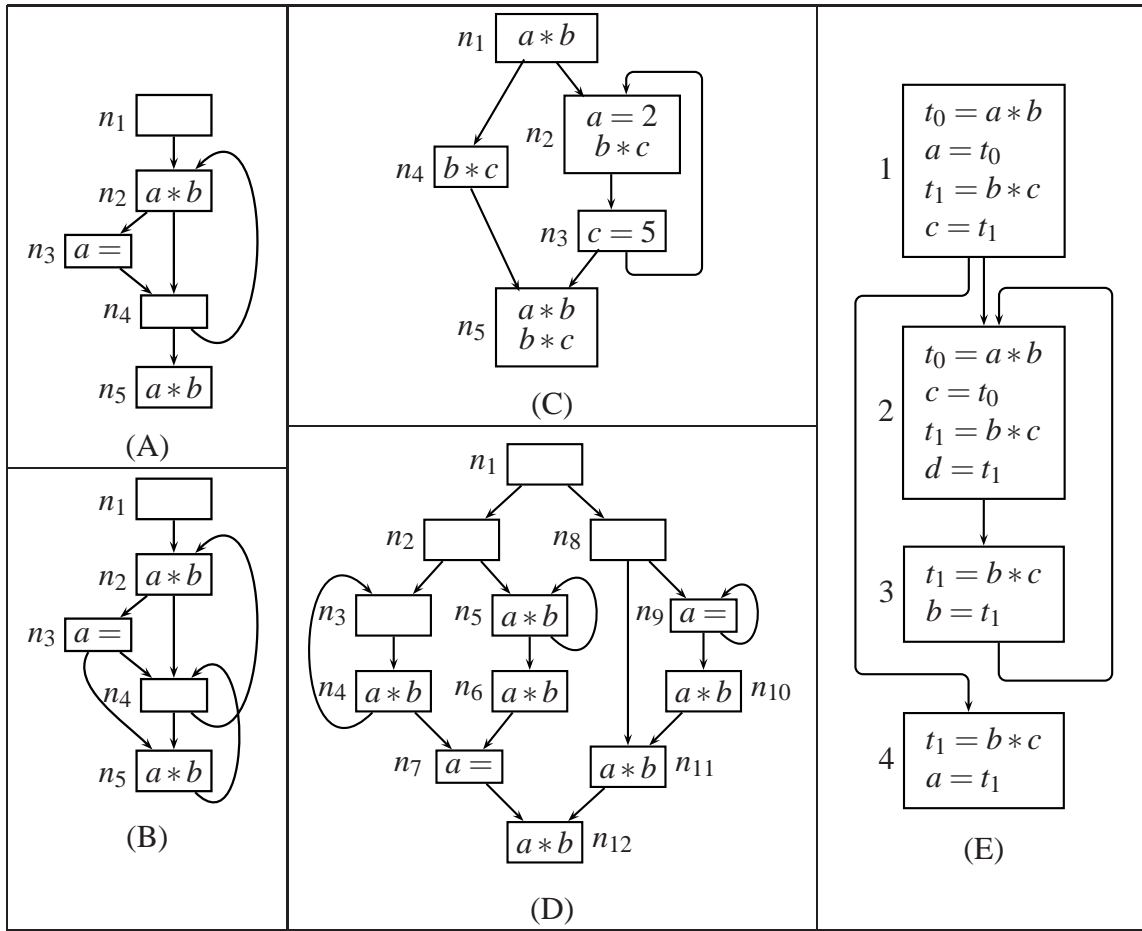 n1
n2 a ∗ b
n3 a =
n4
n5 a ∗ b
(A)
n1
n2 a ∗ b
n3 a =
n4
n5 a ∗ b
(B)
n1 a ∗ b
n2 a = 2
b ∗ c
n4 b ∗ c
n3 c = 5
n5 a ∗ b
b ∗ c
(C)
n1
n2 n8
n3 n5 a ∗ b n9 a =
n4 a ∗ b n6 a ∗ b a ∗ b n10
n7 a = a ∗ b n11
a ∗ b n12
(D)
1 t0 = a ∗ b
a = t0
t1 = b ∗ c
c = t1
2 t0 = a ∗ b
c = t0
t1 = b ∗ c
d = t1
3 t1 = b ∗ c
b = t1
4 t1 = b ∗ c
a = t1
(E)